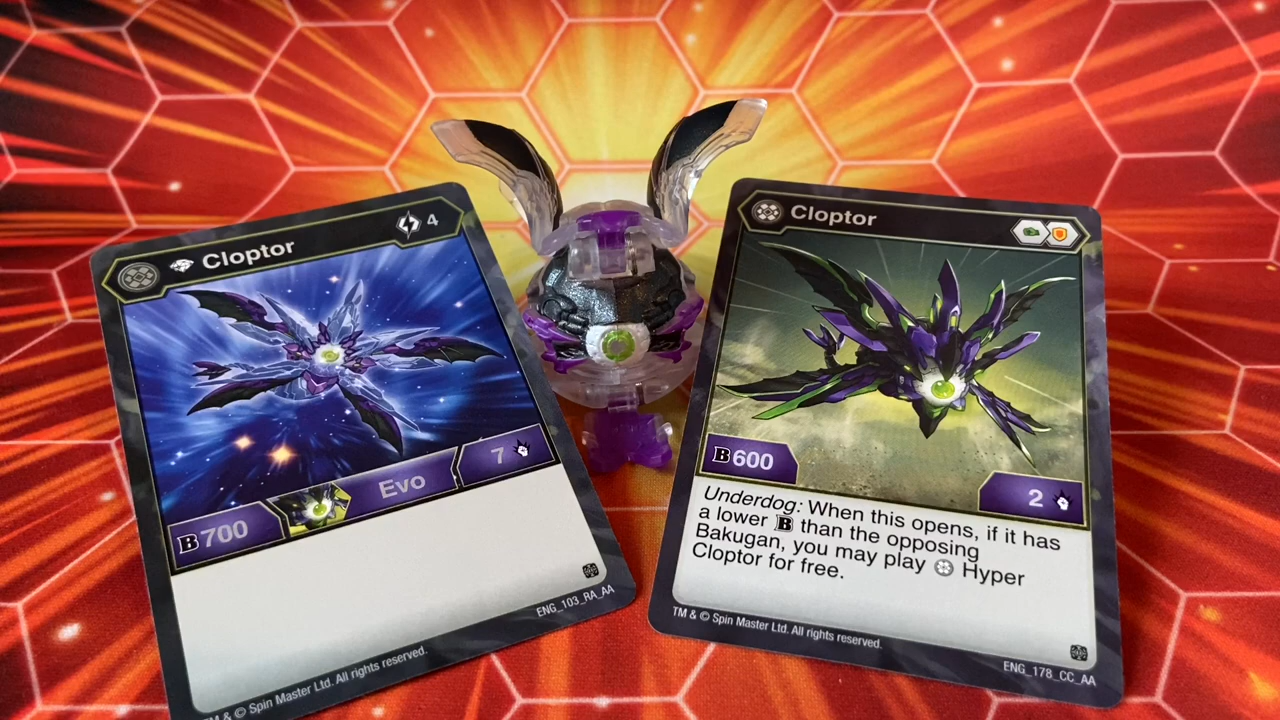 Cloptor
4
Evo
7
B700
ENG_103_RA_AA
TM & © Spin Master Ltd. All rights reserved.
Cloptor
B600
2
Underdog: When this opens, if it has
a lower B than the opposing
Bakugan, you may play Hyper
Cloptor for free.
TM & © Spin Master Ltd. All rights reserved.
ENG_178_CC_AA